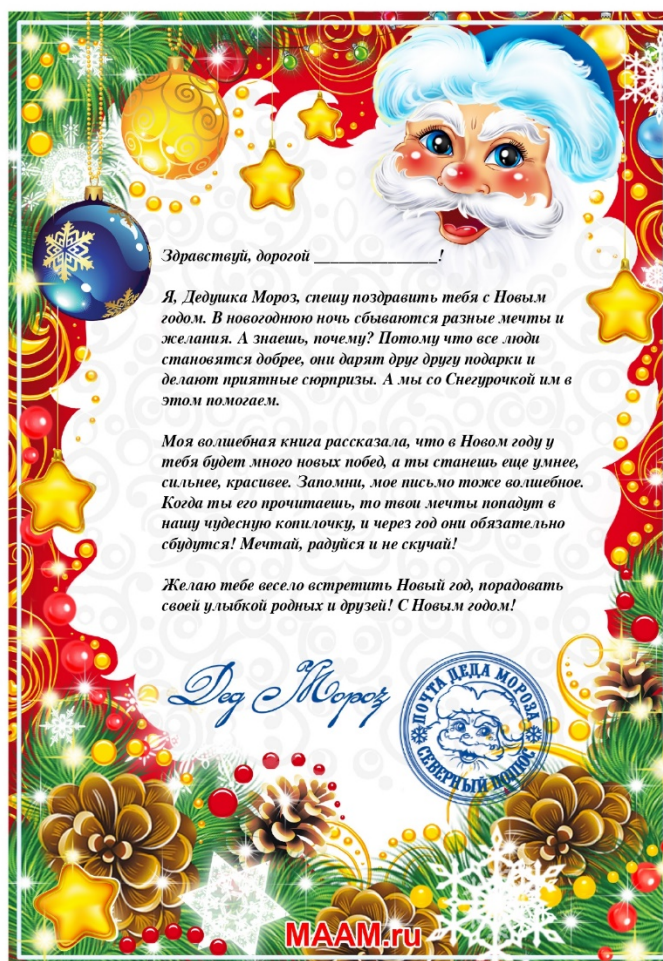 Здравствуй, дорогой _______________!
Я, Дедушка Мороз, спешу поздравить тебя с Новым
годом. В новогоднюю ночь сбываются разные мечты и
желания. А знаешь, почему? Потому что все люди
становятся добрее, они дарят друг другу подарки и
делают приятные сюрпризы. А мы со Снегурочкой им в
этом помогаем.
Моя волшебная книга рассказала, что в Новом году у
тебя будет много новых побед, а ты станешь еще умнее,
сильнее, красивее. Запомни, мое письмо тоже волшебное.
Когда ты его прочитаешь, то твои мечты попадут в
нашу чудесную копилочку, и через год они обязательно
сбудутся! Мечтай, радуйся и не скучай!
Желаю тебе весело встретить Новый год, порадовать
своей улыбкой родных и друзей! С Новым годом!
Дед Мороз
ПОЧТА ДЕДА МОРОЗА
СЕВЕРНЫЙ ПОЛЮС
MAAM.ru